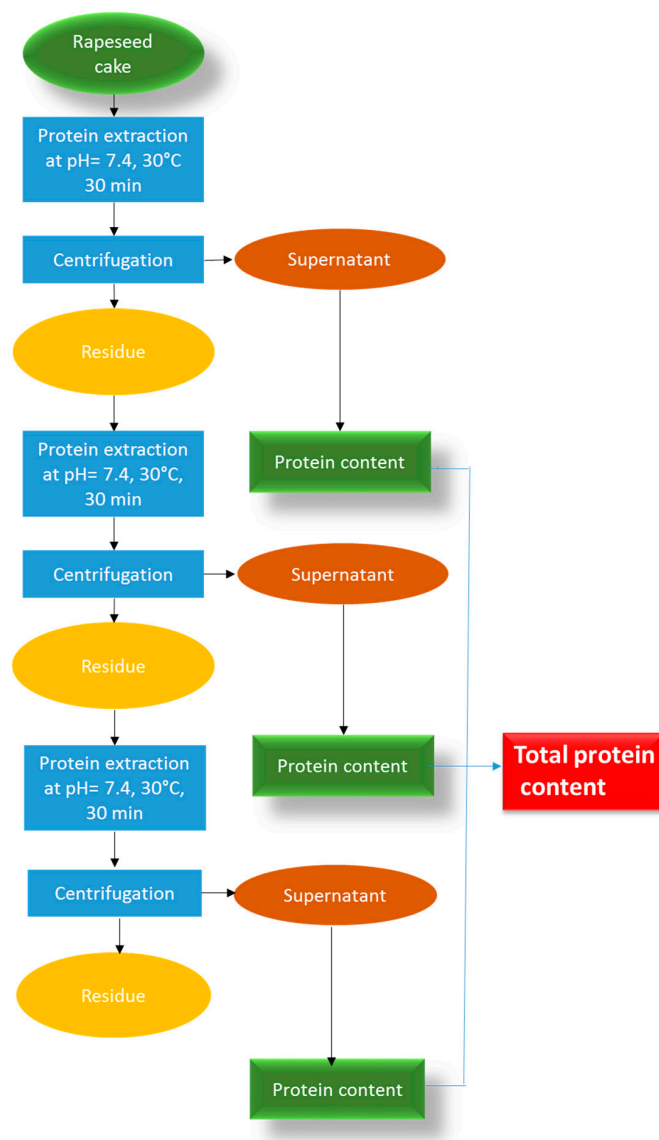 Rapeseed
cake
Protein extraction
at pH= 7.4, 30°C
30 min
Centrifugation
Supernatant
Residue
Protein extraction
at pH= 7.4, 30°C,
30 min
Protein content
Centrifugation
Supernatant
Residue
Protein extraction
at pH= 7.4, 30°C,
30 min
Protein content
Total protein
content
Centrifugation
Supernatant
Residue
Protein content